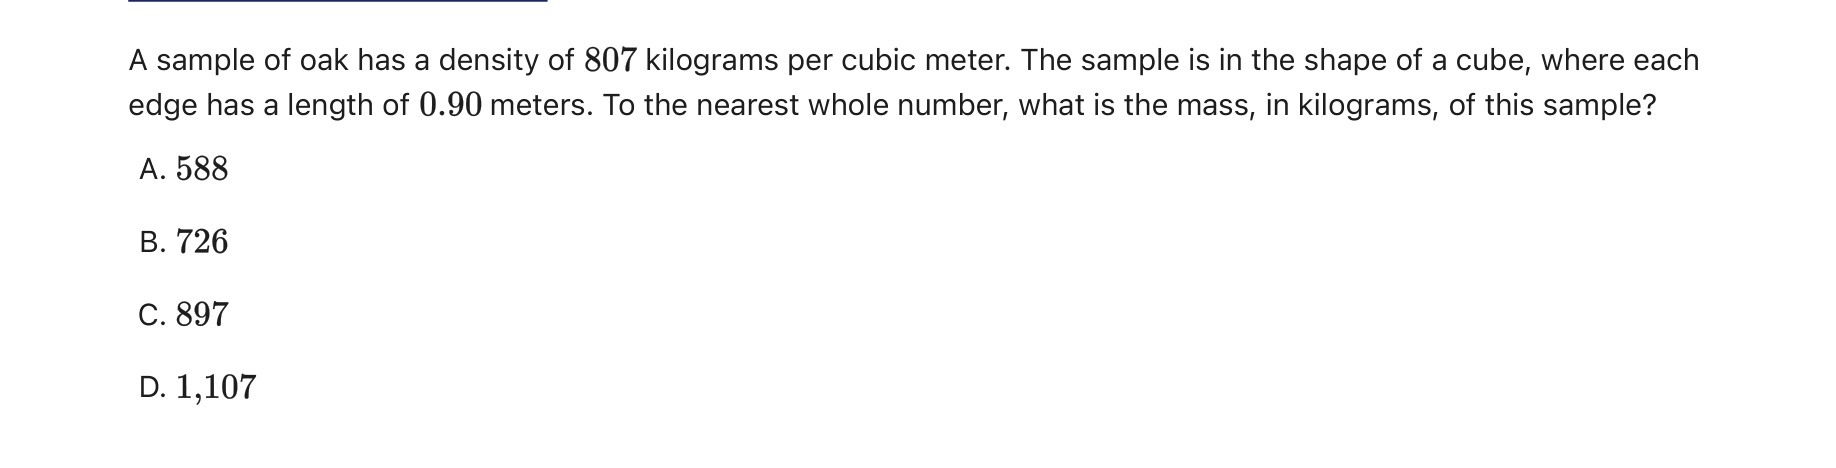 A sample of oak has a density of 807 kilograms per cubic meter. The sample is in the shape of a cube, where each
edge has a length of 0.90 meters. To the nearest whole number, what is the mass, in kilograms, of this sample?
A. 588
B. 726
C. 897
D. 1,107